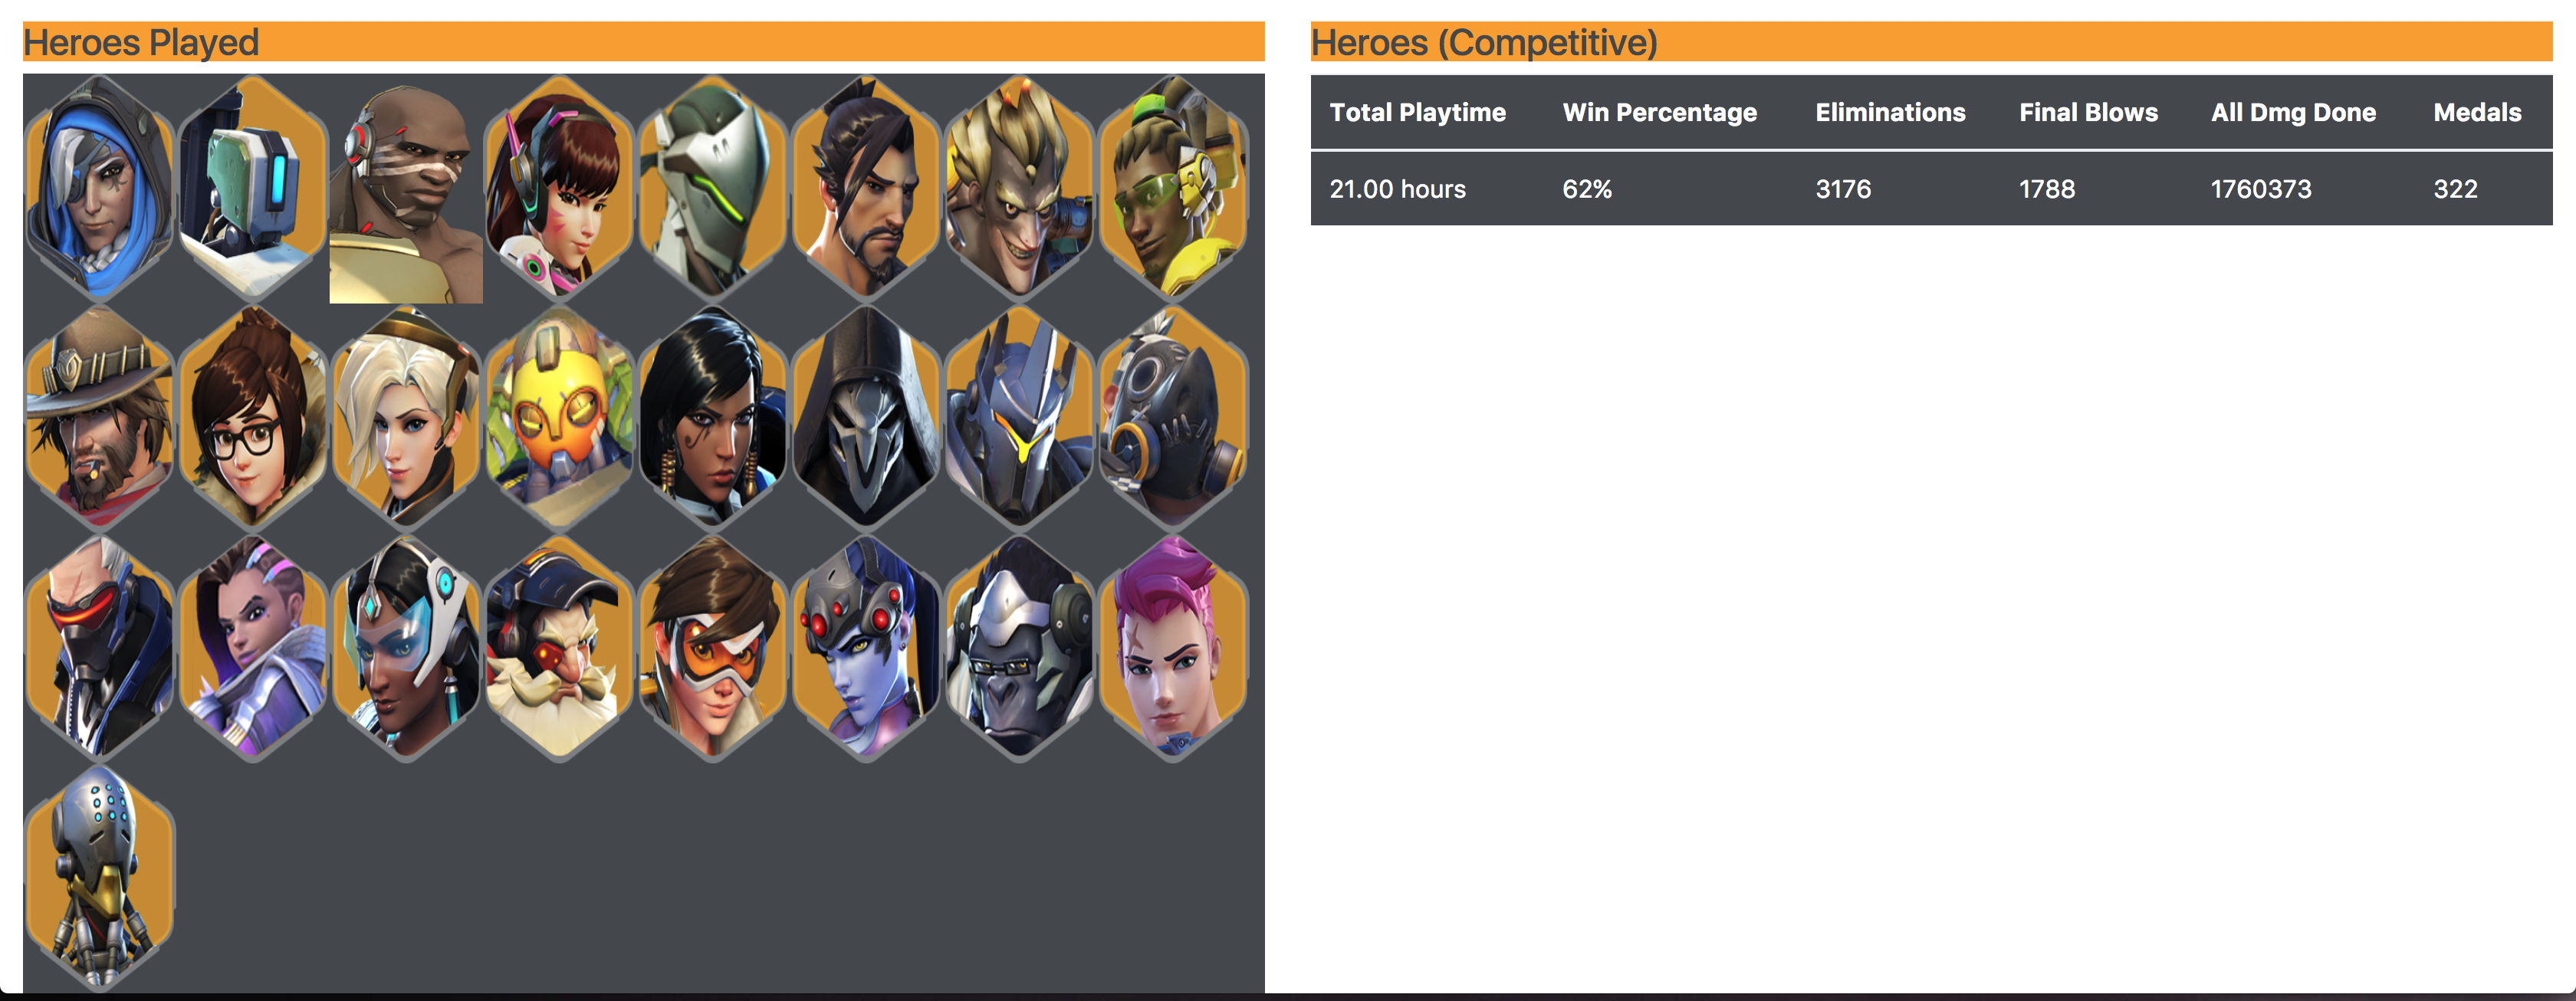 Heroes Played
Heroes (Competitive)
Total Playtime Win Percentage Eliminations Final Blows All Dmg Done Medals
21.00 hours 62% 3176 1788 1760373 322